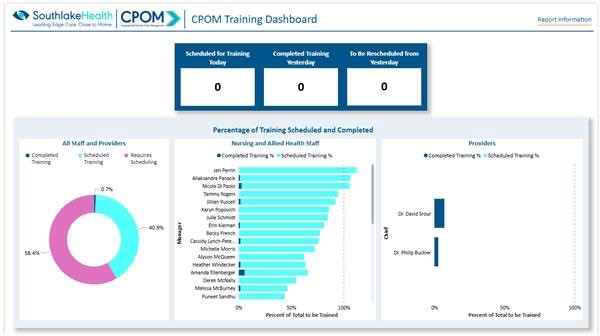 SouthlakeHealth
Leading Edge Care. Close to Home
CPOM
CPOM Training Dashboard
Report Information
Scheduled for Training Today
Completed Training Yesterday
To Be Rescheduled from Yesterday
0
0
0
Percentage of Training Scheduled and Completed
All Staff and Providers
Completed Training
Scheduled Training
Requires Scheduling
0.7%
40.9%
58.4%
Nursing and Allied Health Staff
Completed Training % Scheduled Training %
Manager
Jen Perrin
Aliaksandra Panasik
Nicole Di Paolo
Tammy Rogers
Jillian Russell
Karyn Popovich
Julie Schmidt
Erin Kiernan
Becky French
Cassidy Lynch-Pate...
Michelle Morris
Alyson McQueen
Heather Windecker
Amanda Ellenberger
Derek McNally
Melissa McBurney
Puneet Sandhu
0% 50% 100%
Percent of Total to be Trained
Providers
Completed Training % Scheduled Training %
Chief
Dr. David Srour
Dr. Philip Buckler
0% 50% 100%
Percent of Total to be Trained